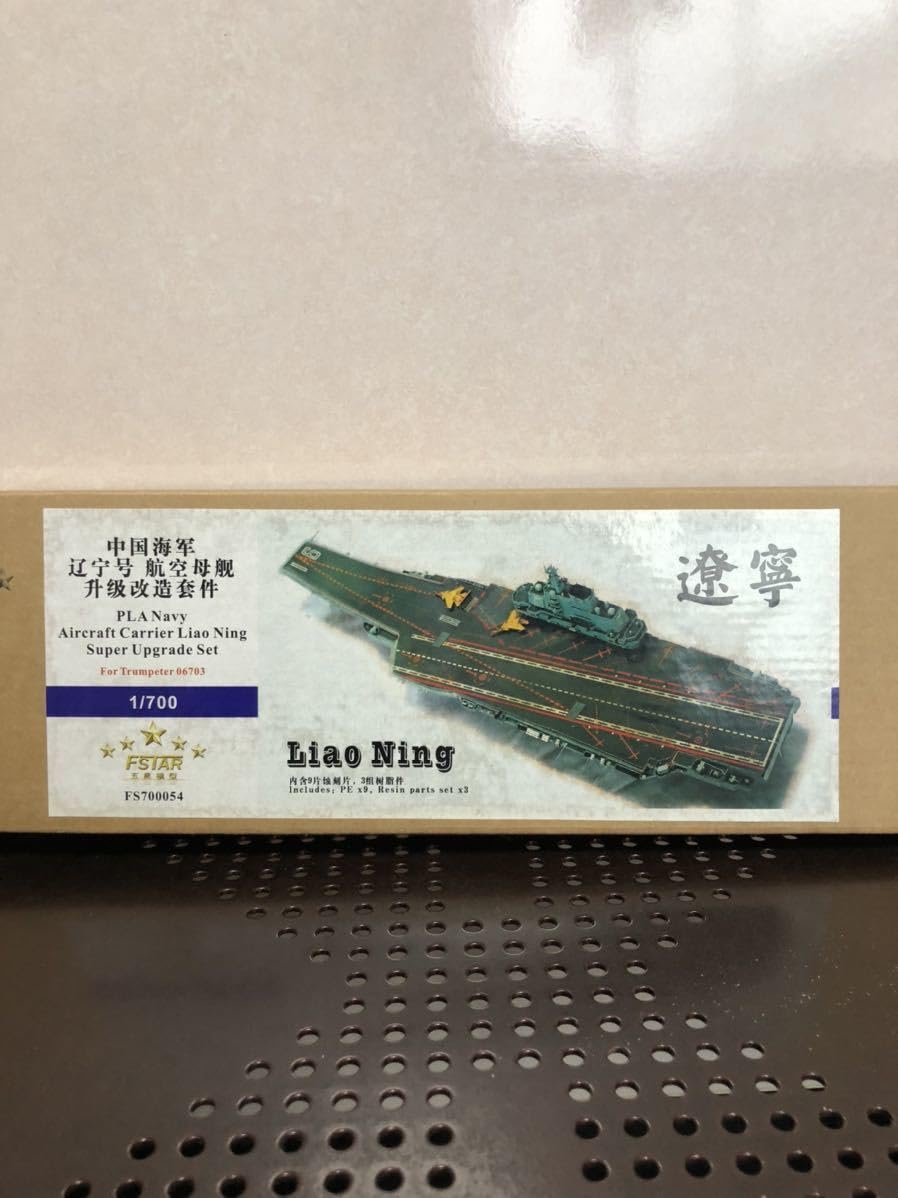 中国海军
辽宁号 航空母舰
升级改造套件
PLA Navy
Aircraft Carrier Liao Ning
Super Upgrade Set
For Trumpeter 06703
1/700
FSTAR
五星模型
FS700054
Liao Ning
内含9片蚀刻片，3组树脂件
Includes; PE x9, Resin parts set x3
遼寧